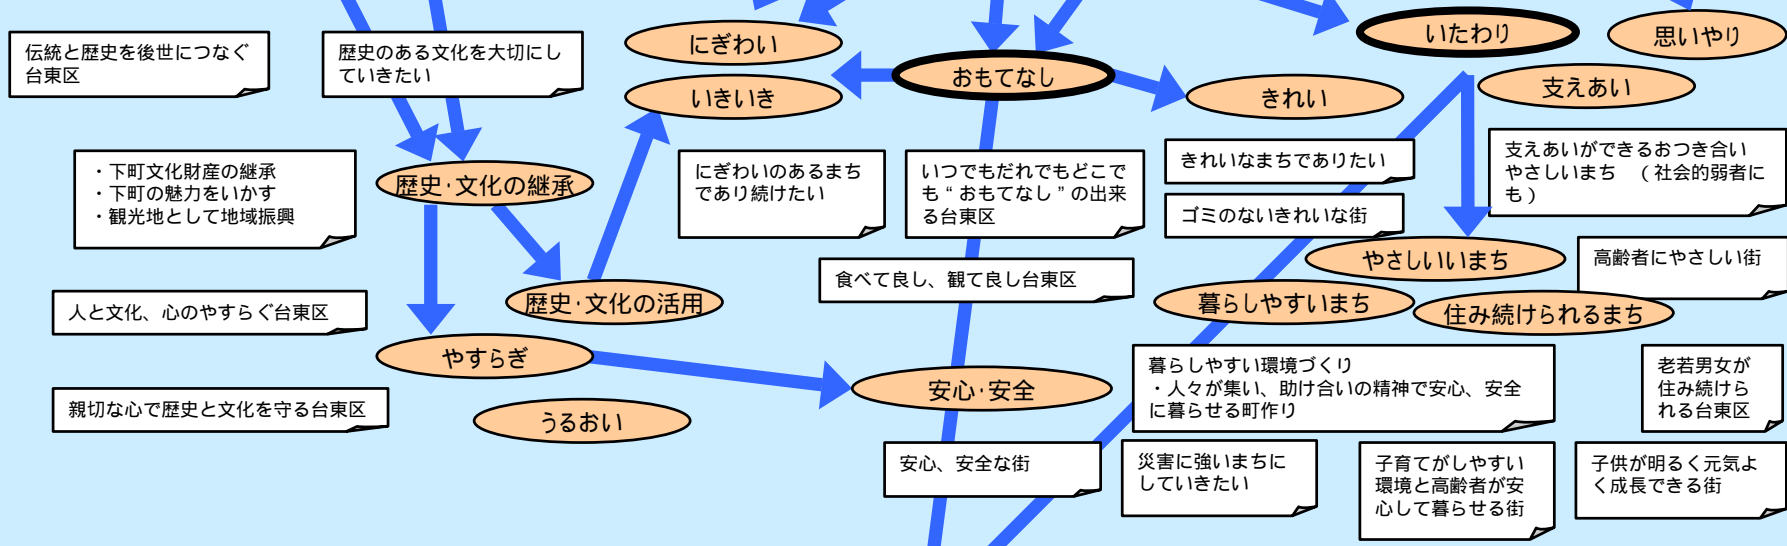 伝統と歴史を後世につなぐ
台東区
歴史のある文化を大切にし
ていきたい
にぎわい
おもてなし
いたわり
思いやり
いきいき
きれい
支えあい
・下町文化財産の継承
・下町の魅力をいかす
・観光地として地域振興
歴史・文化の継承
にぎわいのあるまち
であり続けたい
いつでもだれでもどこで
も“おもてなし”の出来
る台東区
きれいなまちでありたい
ゴミのないきれいな街
支えあいができるおつき合い
やさしいまち　（社会的弱者に
も）
やさしいいまち
高齢者にやさしい街
食べて良し、観て良し台東区
人と文化、心のやすらぐ台東区
歴史・文化の活用
暮らしやすいまち
住み続けられるまち
やすらぎ
安心・安全
暮らしやすい環境づくり
・人々が集い、助け合いの精神で安心、安全
に暮らせる町作り
老若男女が
住み続けら
れる台東区
親切な心で歴史と文化を守る台東区
うるおい
安心、安全な街
災害に強いまちに
していきたい
子育てがしやすい
環境と高齢者が安
心して暮らせる街
子供が明るく元気よ
く成長できる街